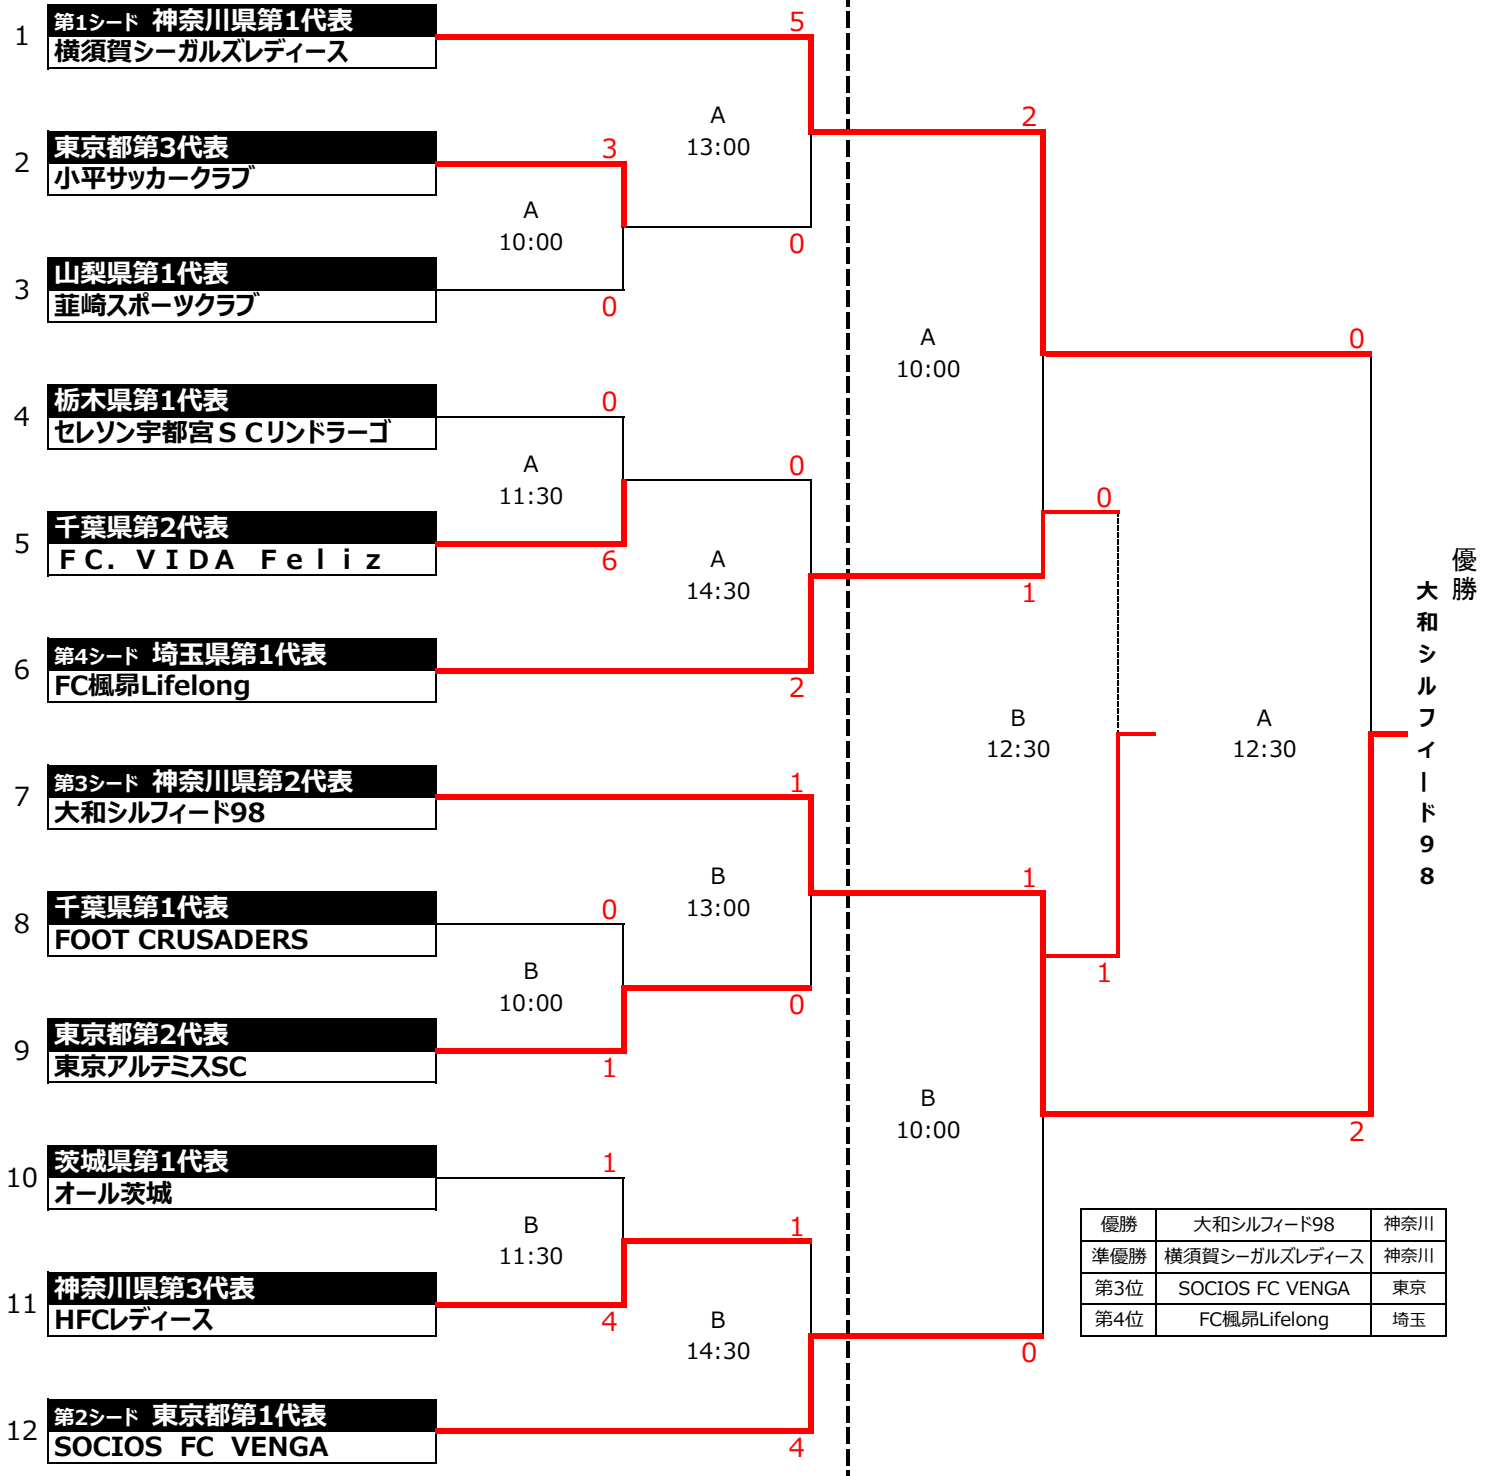 1
第1シード 神奈川県第1代表
横須賀シーガルズレディース
5
A
13:00
2
2
東京都第3代表
小平サッカークラブ
3
A
10:00
0
3
山梨県第1代表
韮崎スポーツクラブ
0
A
10:00
0
4
栃木県第1代表
セレソン宇都宮ＳＣリンドラーゴ
0
A
11:30
0
0
5
千葉県第2代表
ＦＣ．ＶＩＤＡ　Ｆｅｌｉｚ
6
A
14:30
1
6
第4シード 埼玉県第1代表
FC楓昴Lifelong
2
B
12:30
A
12:30
優勝
大和シルフィード９８
7
第3シード 神奈川県第2代表
大和シルフィード98
1
B
13:00
1
8
千葉県第1代表
FOOT CRUSADERS
0
B
10:00
0
1
9
東京都第2代表
東京アルテミスSC
1
B
10:00
2
10
茨城県第1代表
オール茨城
1
B
11:30
1
11
神奈川県第3代表
HFCレディース
4
B
14:30
0
12
第2シード 東京都第1代表
SOCIOS FC VENGA
4
優勝 大和シルフィード98 神奈川
準優勝 横須賀シーガルズレディース 神奈川
第3位 SOCIOS FC VENGA 東京
第4位 FC楓昴Lifelong 埼玉